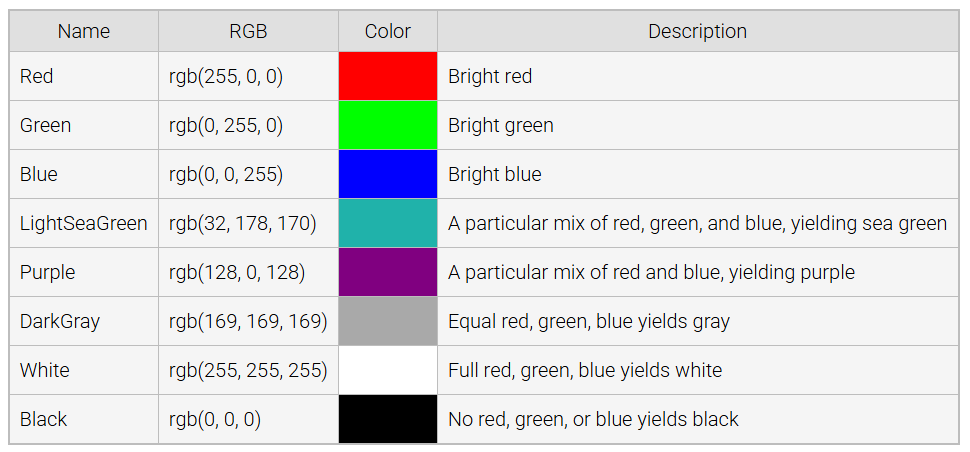 Name RGB Color Description
Red rgb(255, 0, 0) Bright red
Green rgb(0, 255, 0) Bright green
Blue rgb(0, 0, 255) Bright blue
LightSeaGreen rgb(32, 178, 170) A particular mix of red, green, and blue, yielding sea green
Purple rgb(128, 0, 128) A particular mix of red and blue, yielding purple
DarkGray rgb(169, 169, 169) Equal red, green, blue yields gray
White rgb(255, 255, 255) Full red, green, blue yields white
Black rgb(0, 0, 0) No red, green, or blue yields black